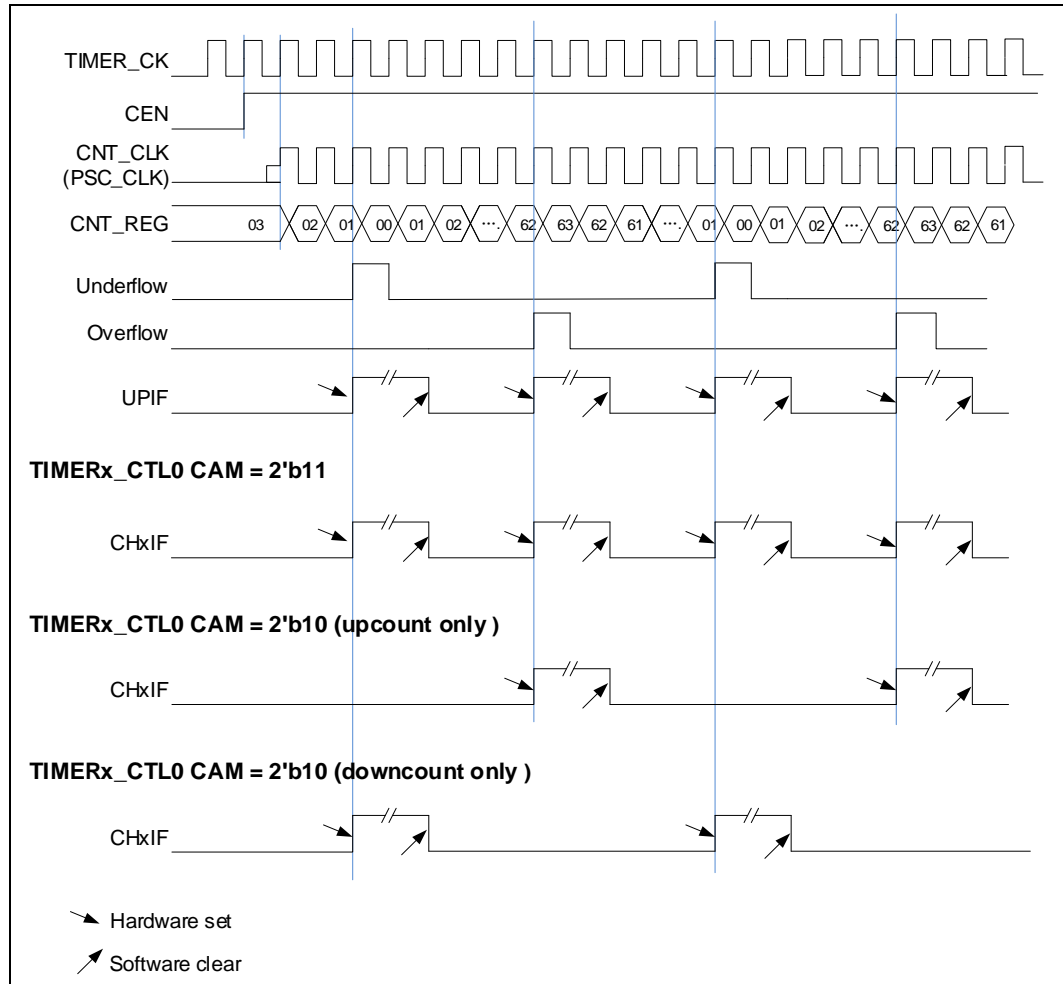 TIMER_CK
CEN
CNT_CLK
(PSC_CLK)
CNT_REG 03 02 01 00 01 02 …. 62 63 62 61 …. 01 00 01 02 …. 62 63 62 61
Underflow
Overflow
UPIF
TIMERx_CTL0 CAM = 2'b11
CHxIF
TIMERx_CTL0 CAM = 2'b10 (upcount only )
CHxIF
TIMERx_CTL0 CAM = 2'b10 (downcount only )
CHxIF
Hardware set
Software clear